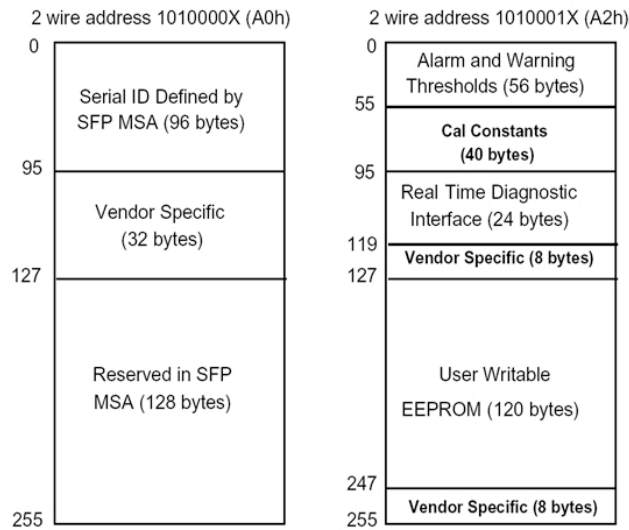 2 wire address 1010000X (A0h)
0
Serial ID Defined by
SFP MSA (96 bytes)
95
Vendor Specific
(32 bytes)
127
Reserved in SFP
MSA (128 bytes)
255
2 wire address 1010001X (A2h)
0
Alarm and Warning
Thresholds (56 bytes)
55
Cal Constants
(40 bytes)
95
Real Time Diagnostic
Interface (24 bytes)
119
Vendor Specific (8 bytes)
127
User Writable
EEPROM (120 bytes)
247
Vendor Specific (8 bytes)
255